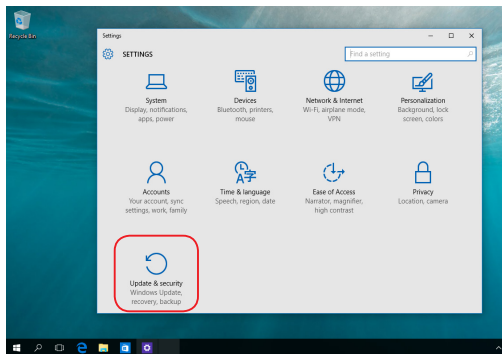 Recycle Bin
Settings
SETTINGS
Find a setting
System
Display, notifications,
apps, power
Devices
Bluetooth, printers,
mouse
Network & Internet
Wi-Fi, airplane mode,
VPN
Personalization
Background, lock
screen, colors
Accounts
Your account, sync
settings, work, family
Time & language
Speech, region, date
Ease of Access
Narrator, magnifier,
high contrast
Privacy
Location, camera
Update & security
Windows Update,
recovery, backup